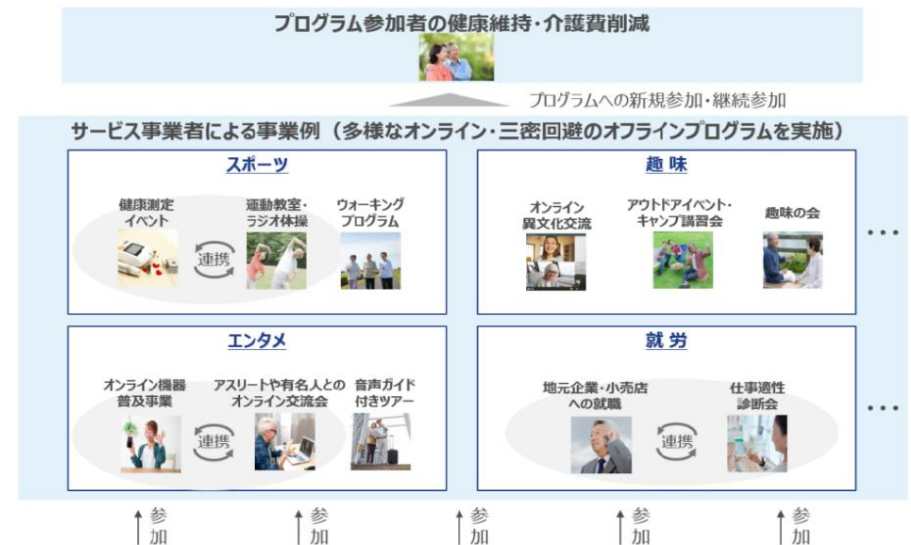 プログラム参加者の健康維持・介護費削減
プログラムへの新規参加・継続参加
サービス事業者による事業例（多様なオンライン・三密回避のオフラインプログラムを実施）
スポーツ
健康測定
イベント
運動教室・
ラジオ体操
ウォーキング
プログラム
連携
趣味
オンライン
異文化交流
アウトドアイベント・
キャンプ講習会
趣味の会
・・・
エンタメ
オンライン機器
普及事業
アスリートや有名人との
オンライン交流会
音声ガイド
付きツアー
連携
就労
地元企業・小売店
への就職
仕事適性
診断会
連携
・・・
参加
参加
参加
参加
参加